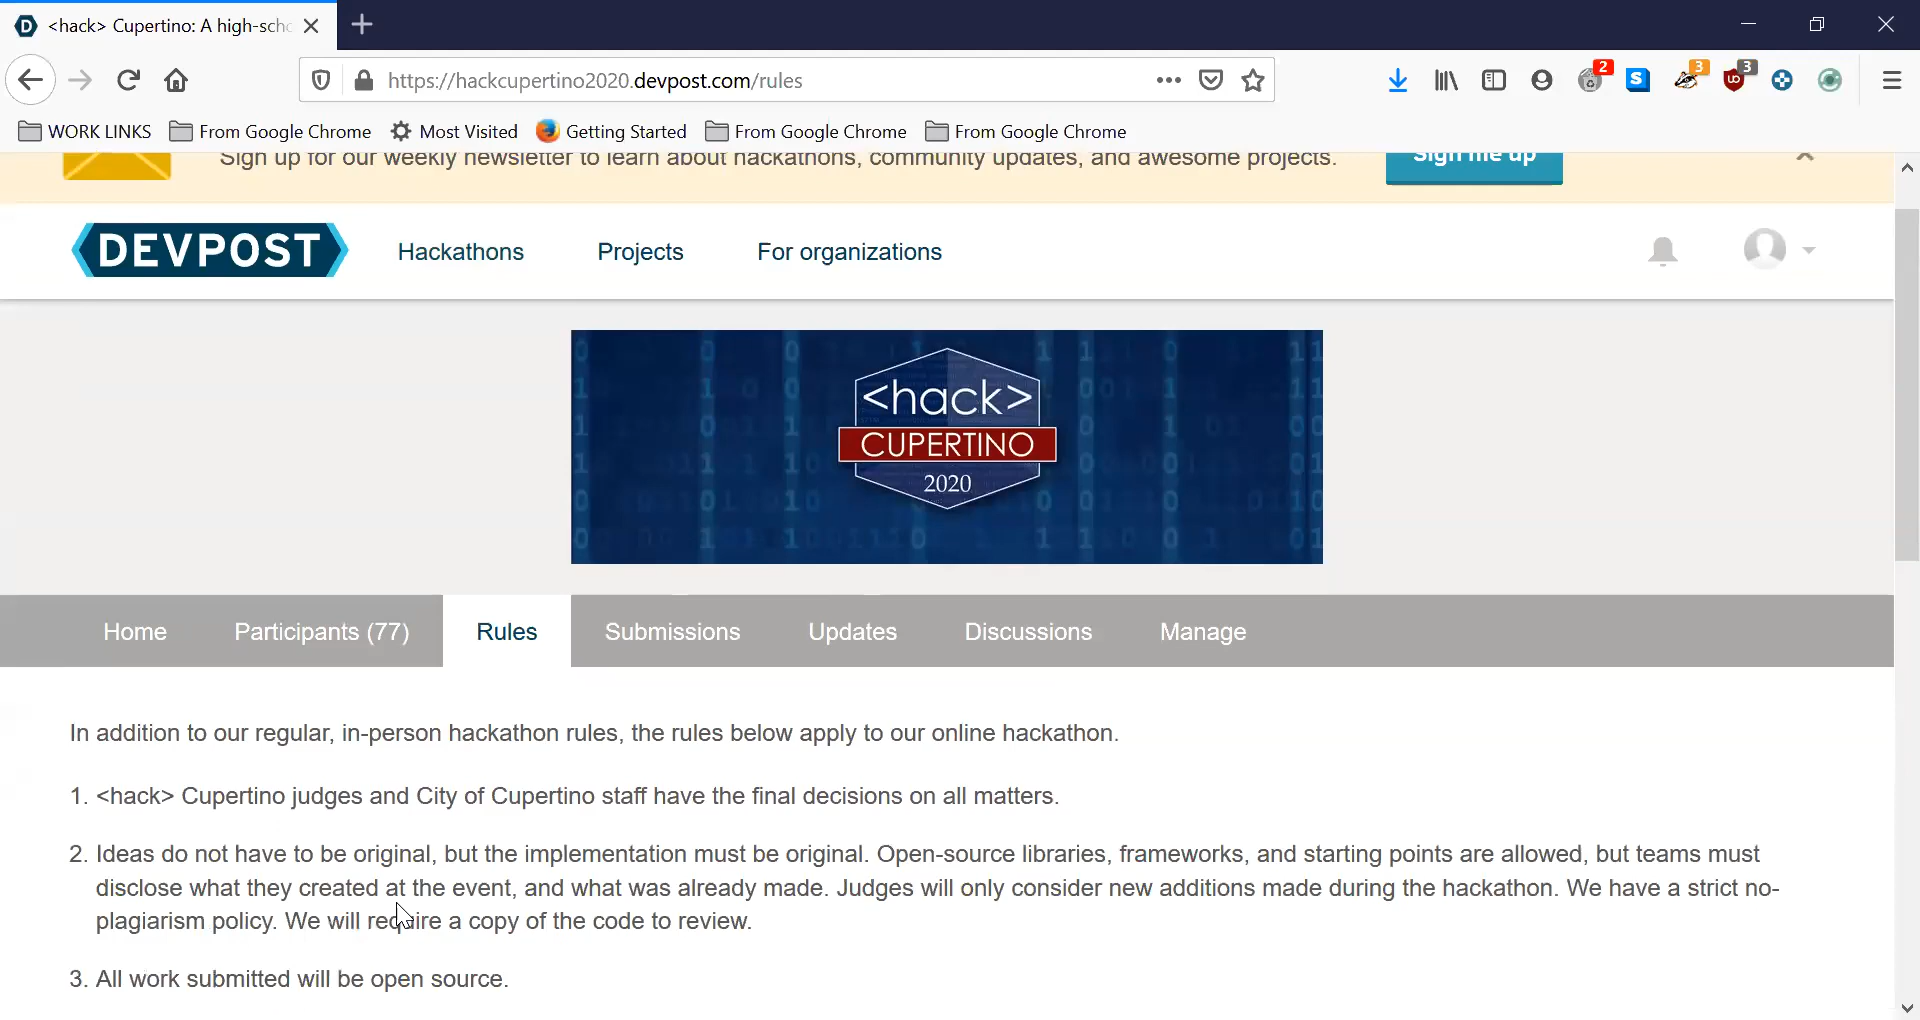 <hack> Cupertino: A high-scho
https://hackcupertino2020.devpost.com/rules
2
S
3
3
WORK LINKS From Google Chrome Most Visited Getting Started From Google Chrome From Google Chrome
Sign up for our weekly newsletter to learn about hackathons, community updates, and awesome projects. Sign me up
DEVPOST Hackathons Projects For organizations
<hack>
CUPERTINO
2020
Home Participants (77) Rules Submissions Updates Discussions Manage
In addition to our regular, in-person hackathon rules, the rules below apply to our online hackathon.
1. <hack> Cupertino judges and City of Cupertino staff have the final decisions on all matters.
2. Ideas do not have to be original, but the implementation must be original. Open-source libraries, frameworks, and starting points are allowed, but teams must
disclose what they created at the event, and what was already made. Judges will only consider new additions made during the hackathon. We have a strict no-
plagiarism policy. We will require a copy of the code to review.
3. All work submitted will be open source.